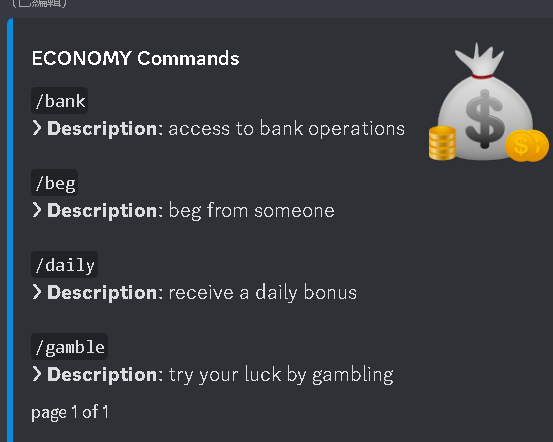 (已編輯)
ECONOMY Commands
/bank
❯ Description: access to bank operations
/beg
❯ Description: beg from someone
/daily
❯ Description: receive a daily bonus
/gamble
❯ Description: try your luck by gambling
page 1 of 1